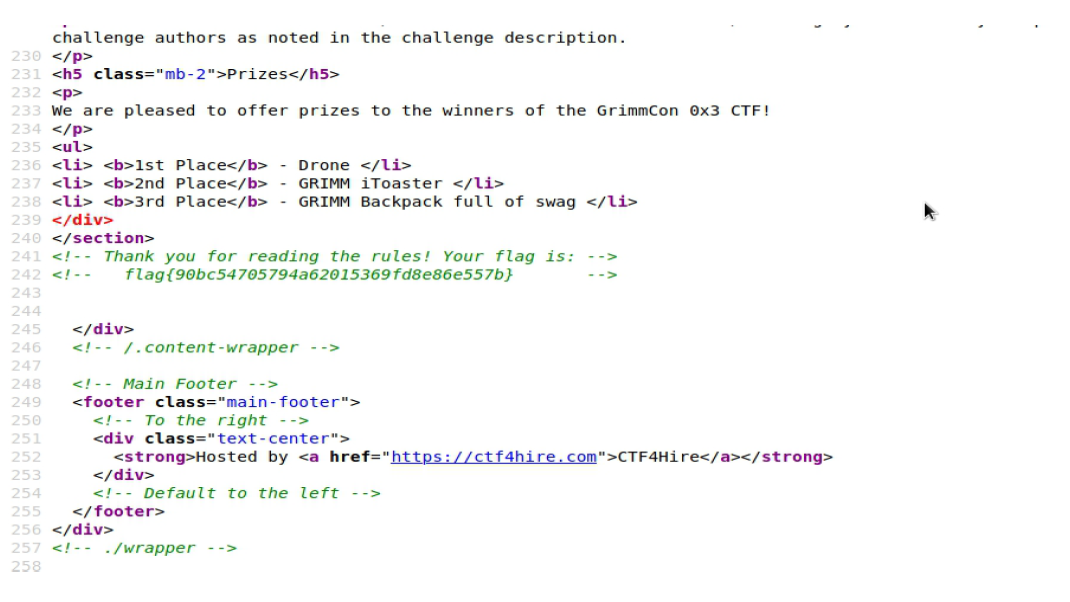 challenge authors as noted in the challenge description.
230 </p>
231 <h5 class="mb-2">Prizes</h5>
232 <p>
233 We are pleased to offer prizes to the winners of the GrimmCon 0x3 CTF!
234 </p>
235 <ul>
236 <li> <b>1st Place</b> - Drone </li>
237 <li> <b>2nd Place</b> - GRIMM iToaster </li>
238 <li> <b>3rd Place</b> - GRIMM Backpack full of swag </li>
239 </div>
240 </section>
241 <!-- Thank you for reading the rules! Your flag is: -->
242 <!--   flag{90bc54705794a62015369fd8e86e557b}       -->
243
244
245   </div>
246   <!-- /.content-wrapper -->
247
248   <!-- Main Footer -->
249   <footer class="main-footer">
250     <!-- To the right -->
251     <div class="text-center">
252       <strong>Hosted by <a href="https://ctf4hire.com">CTF4Hire</a></strong>
253     </div>
254     <!-- Default to the left -->
255   </footer>
256 </div>
257 <!-- ./wrapper -->
258